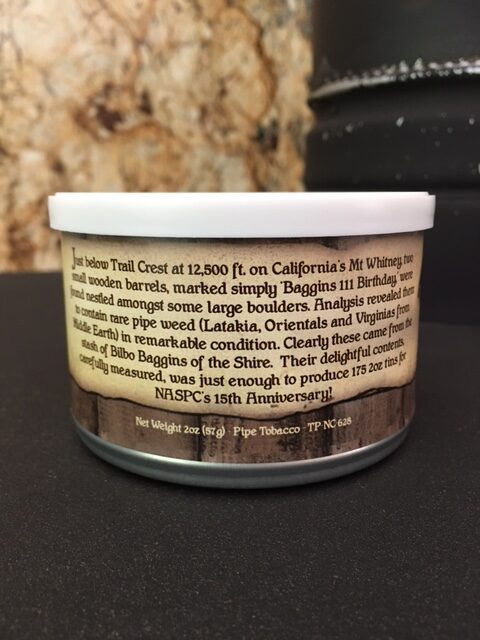 Just below Trail Crest at 12,500 ft. on California's Mt Whitney, two
small wooden barrels, marked simply 'Baggins 111 Birthday,' were
found nestled amongst some large boulders. Analysis revealed them
to contain rare pipe weed (Latakia, Orientals and Virginias from
Middle Earth) in remarkable condition. Clearly these came from the
stash of Bilbo Baggins of the Shire. Their delightful contents,
carefully measured, was just enough to produce 175 2oz tins for
NASPC's 15th Anniversary!
Net Weight 2oz (57g) · Pipe Tobacco · TP-NC 628